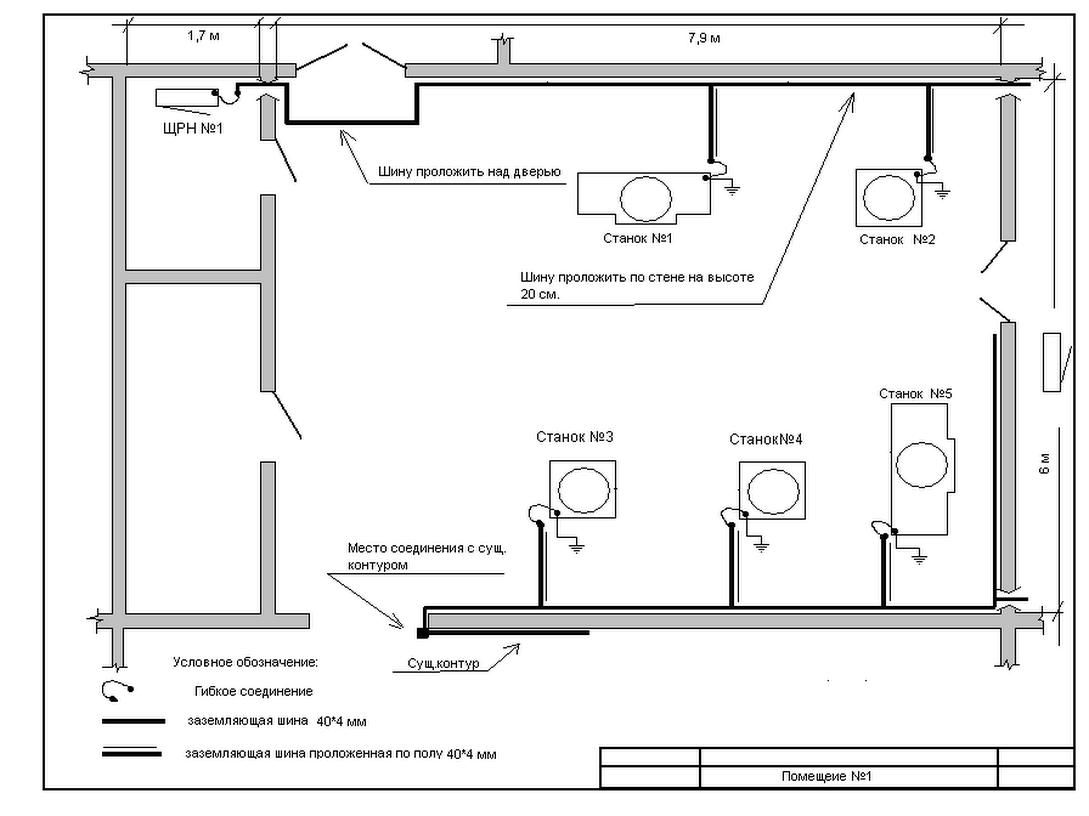 1,7 м
7,9 м
ЩРН №1
Шину проложить над дверью
Станок №1
Станок №2
Шину проложить по стене на высоте
20 см.
Станок №5
Станок №3
Станок№4
6 м
Место соединения с сущ.
контуром
Сущ.контур
Условное обозначение:
Гибкое соединение
заземляющая шина 40*4 мм
заземляющая шина проложенная по полу 40*4 мм
Помещеие №1